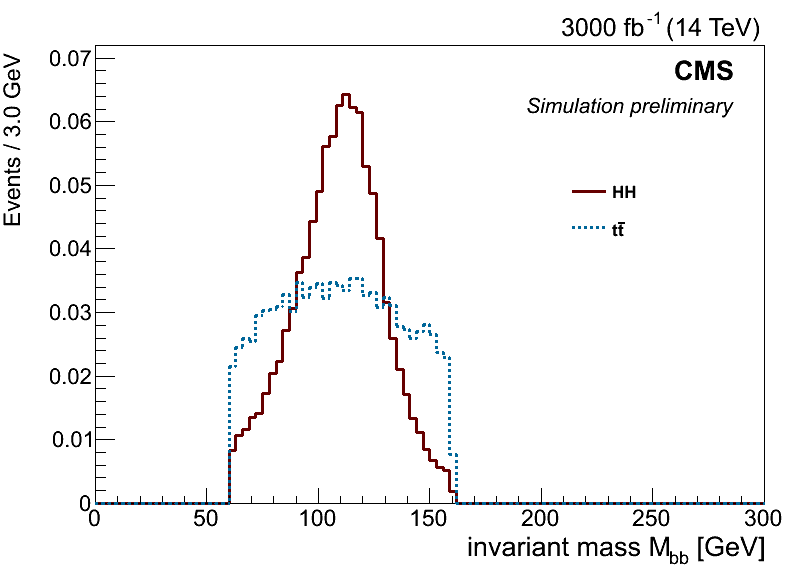 3000 fb⁻¹ (14 TeV)
CMS
Simulation preliminary
Events / 3.0 GeV
0.07
0.06
0.05
0.04
0.03
0.02
0.01
0
HH
tt̄
0 50 100 150 200 250 300
invariant mass M_bb [GeV]